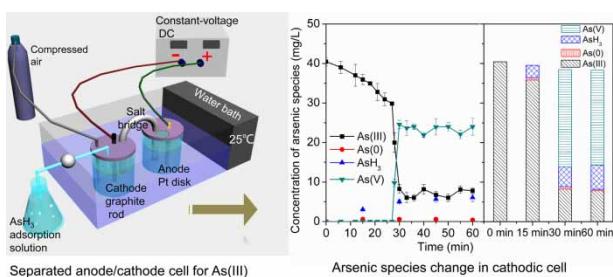 Compressed
air
Constant-voltage
DC
- +
Salt
bridge
Water bath
25℃
Anode
Pt disk
Cathode
graphite
rod
AsH3
adsorption
solution
Separated anode/cathode cell for As(III)
Concentration of arsenic species (mg/L)
50
40
30
20
10
0
As(III)
As(0)
AsH3
As(V)
0 10 20 30 40 50 60
Time (min)
As(V)
AsH3
As(0)
As(III)
0 min 15 min 30 min 60 min
Arsenic species change in cathodic cell